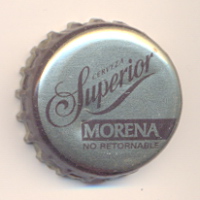 CERVEZA
Superior
MORENA
NO RETORNABLE